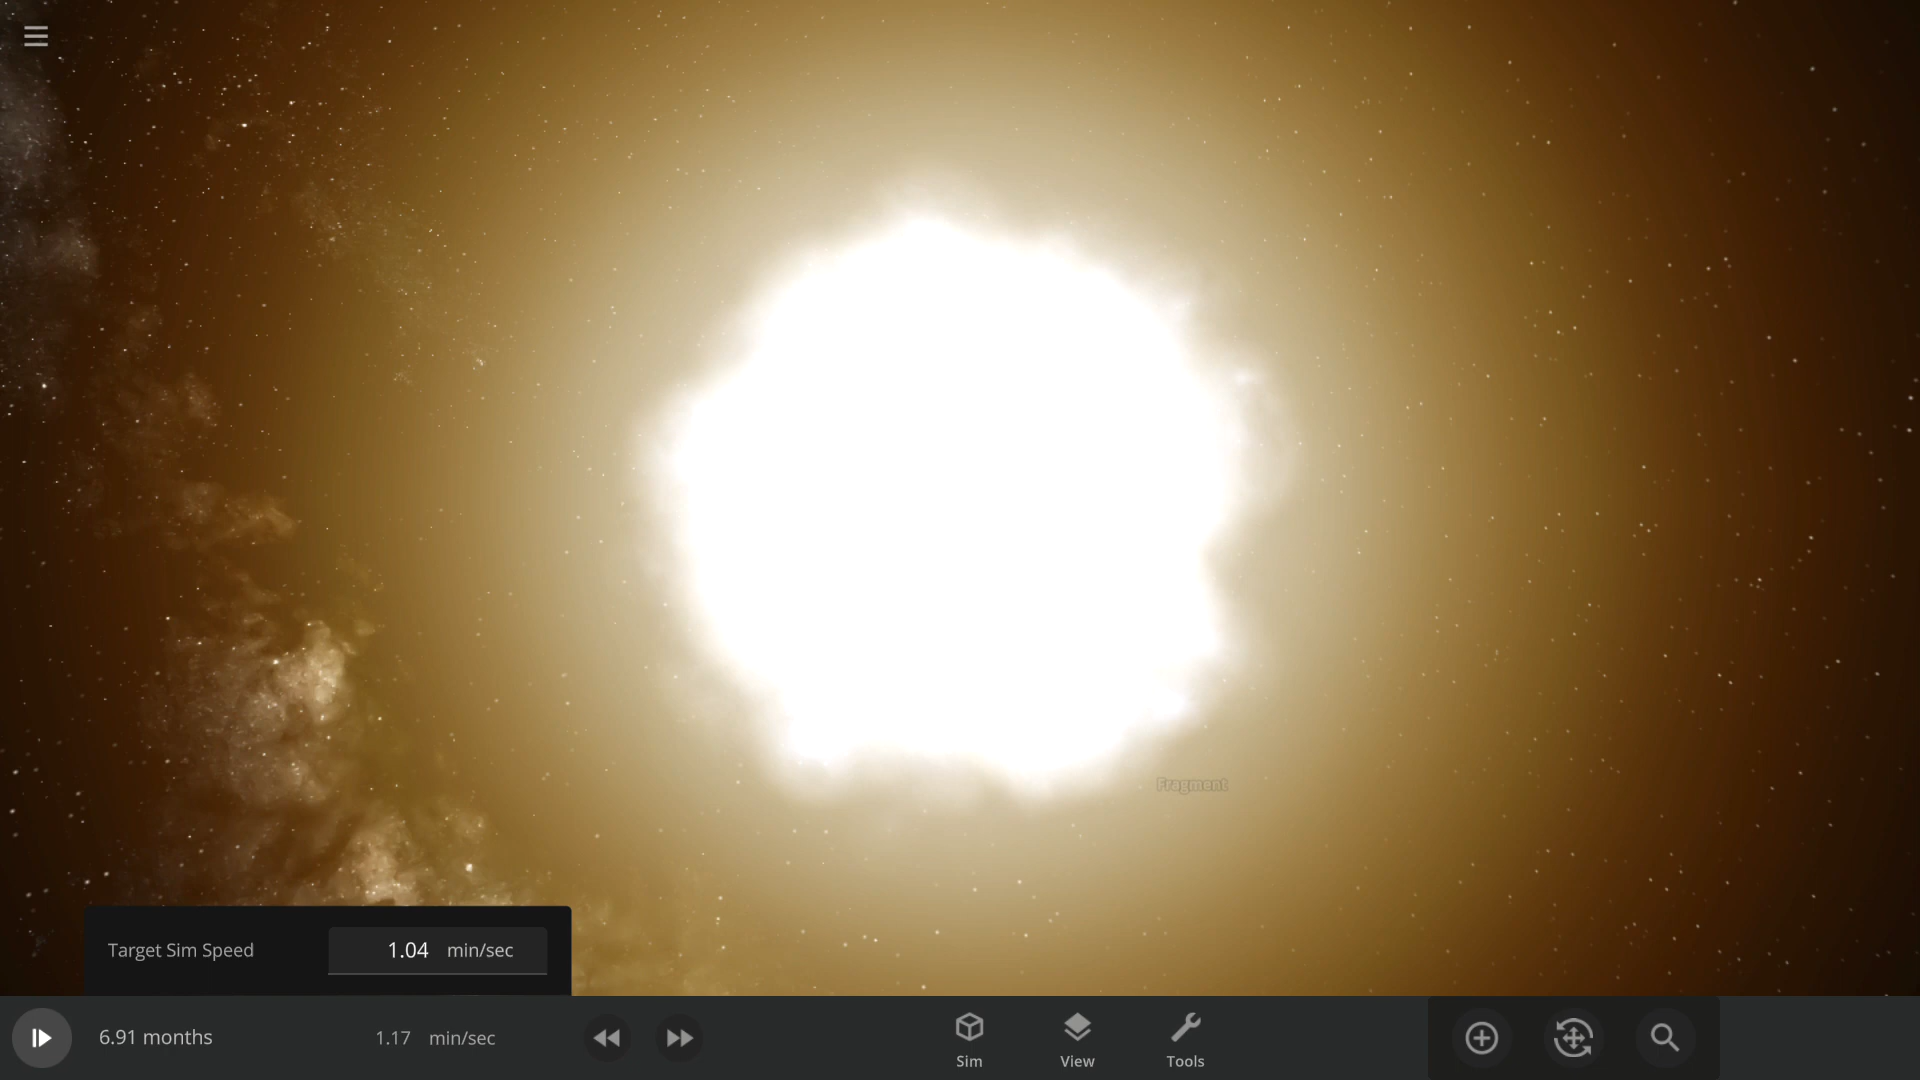 Fragment
Target Sim Speed 1.04 min/sec
6.91 months 1.17 min/sec
Sim View Tools